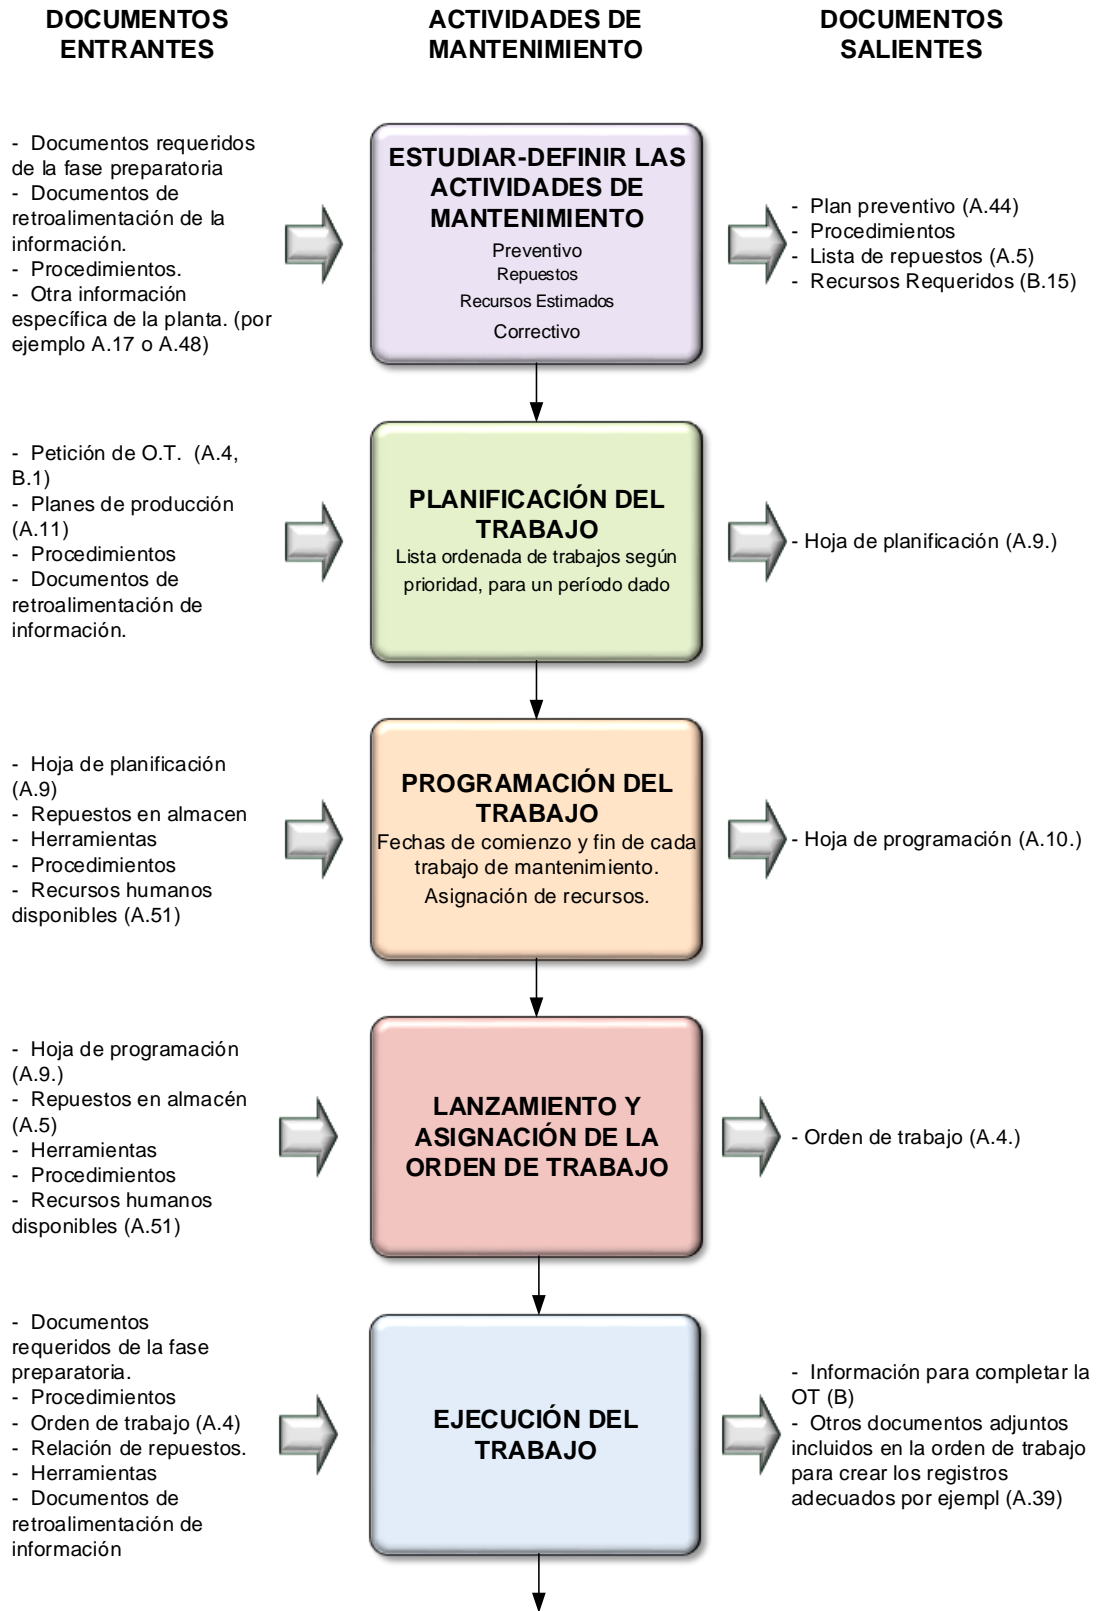 DOCUMENTOS
ENTRANTES
ACTIVIDADES DE
MANTENIMIENTO
DOCUMENTOS
SALIENTES
- Documentos requeridos
de la fase preparatoria
- Documentos de
retroalimentación de la
información.
- Procedimientos.
- Otra información
específica de la planta. (por
ejemplo A.17 o A.48)
ESTUDIAR-DEFINIR LAS
ACTIVIDADES DE
MANTENIMIENTO
Preventivo
Repuestos
Recursos Estimados
Correctivo
- Plan preventivo (A.44)
- Procedimientos
- Lista de repuestos (A.5)
- Recursos Requeridos (B.15)
- Petición de O.T. (A.4,
B.1)
- Planes de producción
(A.11)
- Procedimientos
- Documentos de
retroalimentación de
información.
PLANIFICACIÓN DEL
TRABAJO
Lista ordenada de trabajos según
prioridad, para un período dado
- Hoja de planificación (A.9.)
- Hoja de planificación
(A.9)
- Repuestos en almacen
- Herramientas
- Procedimientos
- Recursos humanos
disponibles (A.51)
PROGRAMACIÓN DEL
TRABAJO
Fechas de comienzo y fin de cada
trabajo de mantenimiento.
Asignación de recursos.
- Hoja de programación (A.10.)
- Hoja de programación
(A.9.)
- Repuestos en almacén
(A.5)
- Herramientas
- Procedimientos
- Recursos humanos
disponibles (A.51)
LANZAMIENTO Y
ASIGNACIÓN DE LA
ORDEN DE TRABAJO
- Orden de trabajo (A.4.)
- Documentos
requeridos de la fase
preparatoria.
- Procedimientos
- Orden de trabajo (A.4)
- Relación de repuestos.
- Herramientas
- Documentos de
retroalimentación de
información
EJECUCIÓN DEL
TRABAJO
- Información para completar la
OT (B)
- Otros documentos adjuntos
incluidos en la orden de trabajo
para crear los registros
adecuados por ejempl (A.39)